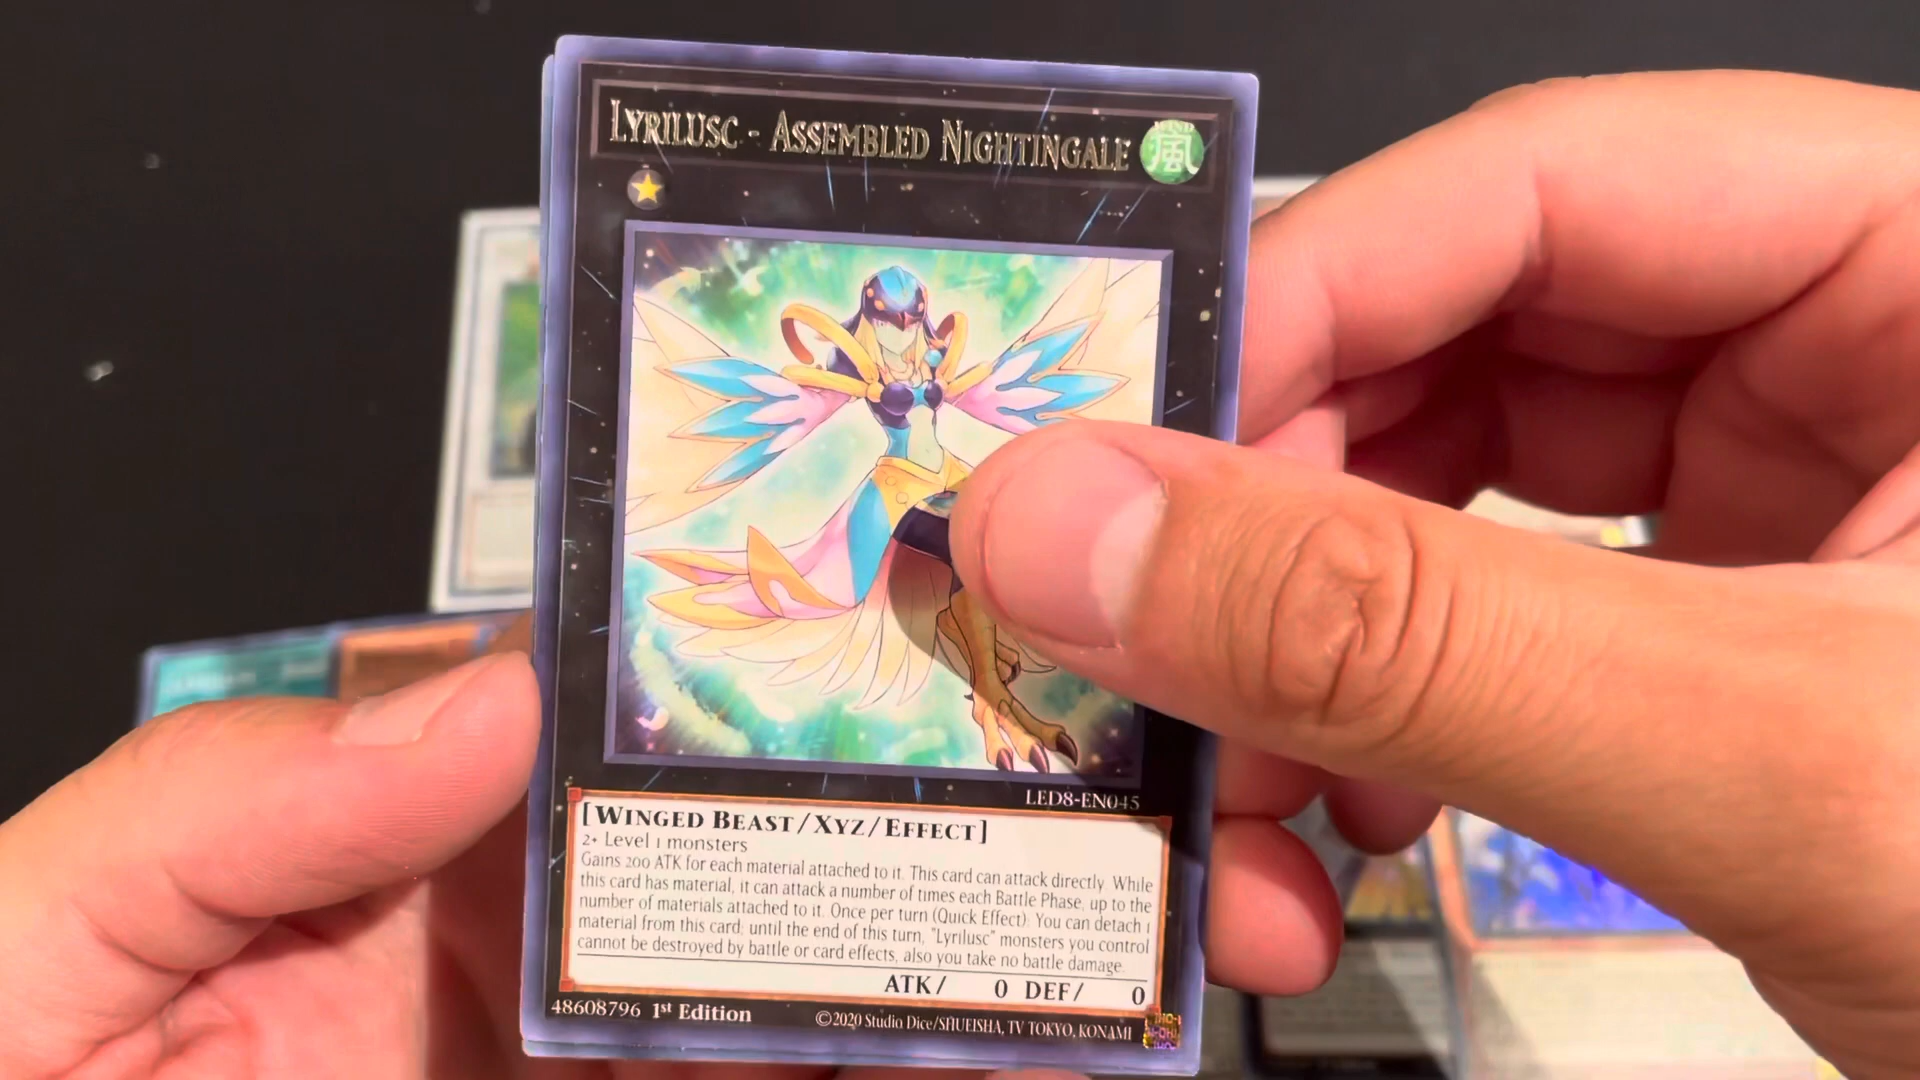 Lyrilusc - Assembled Nightingale
WIND
風
LED8-EN045
[Winged Beast/Xyz/Effect]
2+ Level 1 monsters
Gains 200 ATK for each material attached to it. This card can attack directly. While
this card has material, it can attack a number of times each Battle Phase, up to the
number of materials attached to it. Once per turn (Quick Effect): You can detach 1
material from this card; until the end of this turn, "Lyrilusc" monsters you control
cannot be destroyed by battle or card effects, also you take no battle damage.
ATK/ 0 DEF/ 0
48608796 1st Edition
©2020 Studio Dice/SHUEISHA, TV TOKYO, KONAMI